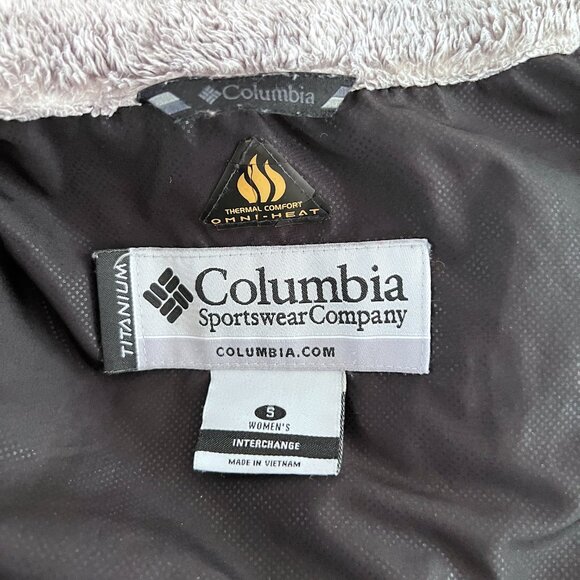 Columbia
THERMAL COMFORT
OMNI-HEAT
TITANIUM
Columbia
Sportswear Company
COLUMBIA.COM
S
WOMEN'S
INTERCHANGE
MADE IN VIETNAM